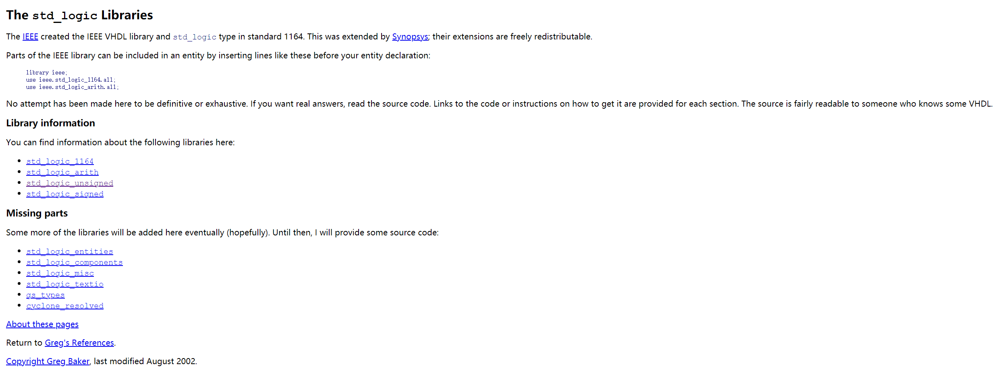 The std_logic Libraries
The IEEE created the IEEE VHDL library and std_logic type in standard 1164. This was extended by Synopsys; their extensions are freely redistributable.
Parts of the IEEE library can be included in an entity by inserting lines like these before your entity declaration:
library ieee;
use ieee.std_logic_1164.all;
use ieee.std_logic_arith.all;
No attempt has been made here to be definitive or exhaustive. If you want real answers, read the source code. Links to the code or instructions on how to get it are provided for each section. The source is fairly readable to someone who knows some VHDL.
Library information
You can find information about the following libraries here:
• std_logic_1164
• std_logic_arith
• std_logic_unsigned
• std_logic_signed
Missing parts
Some more of the libraries will be added here eventually (hopefully). Until then, I will provide some source code:
• std_logic_entities
• std_logic_components
• std_logic_misc
• std_logic_textio
• gs_types
• cyclone_resolved
About these pages
Return to Greg's References.
Copyright Greg Baker, last modified August 2002.